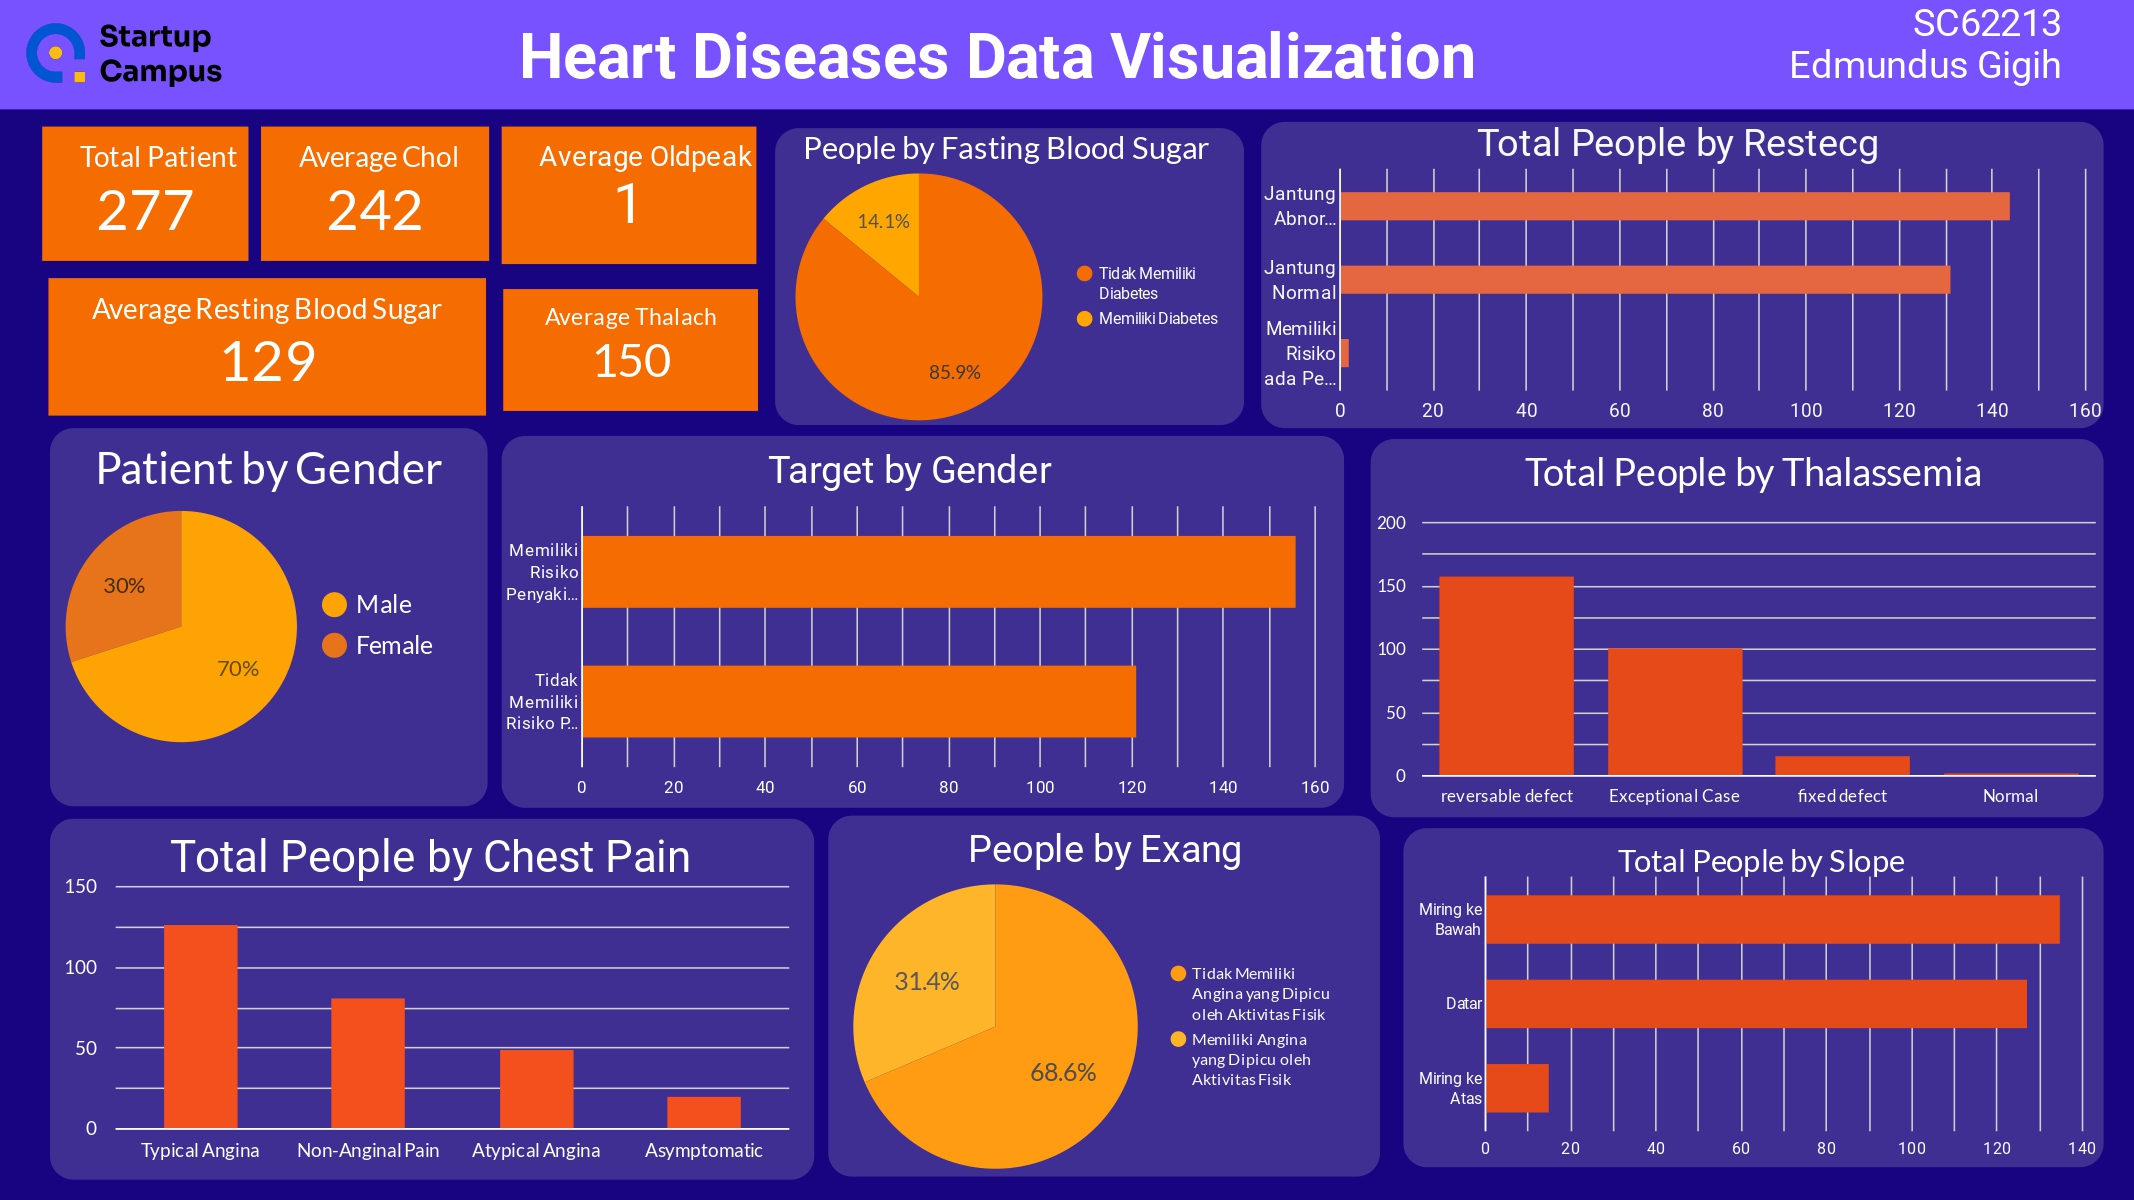 Startup
Campus
Heart Diseases Data Visualization
SC62213
Edmundus Gigih
Total Patient
277
Average Chol
242
Average Oldpeak
1
Average Resting Blood Sugar
129
Average Thalach
150
People by Fasting Blood Sugar
14.1%
85.9%
Tidak Memiliki
Diabetes
Memiliki Diabetes
Total People by Restecg
Jantung
Abnor...
Jantung
Normal
Memiliki
Risiko
ada Pe...
0 20 40 60 80 100 120 140 160
Patient by Gender
30%
70%
Male
Female
Target by Gender
Memiliki
Risiko
Penyaki...
Tidak
Memiliki
Risiko P...
0 20 40 60 80 100 120 140 160
Total People by Thalassemia
200
150
100
50
0
reversable defect Exceptional Case fixed defect Normal
Total People by Chest Pain
150
100
50
0
Typical Angina Non-Anginal Pain Atypical Angina Asymptomatic
People by Exang
31.4%
68.6%
Tidak Memiliki
Angina yang Dipicu
oleh Aktivitas Fisik
Memiliki Angina
yang Dipicu oleh
Aktivitas Fisik
Total People by Slope
Miring ke
Bawah
Datar
Miring ke
Atas
0 20 40 60 80 100 120 140